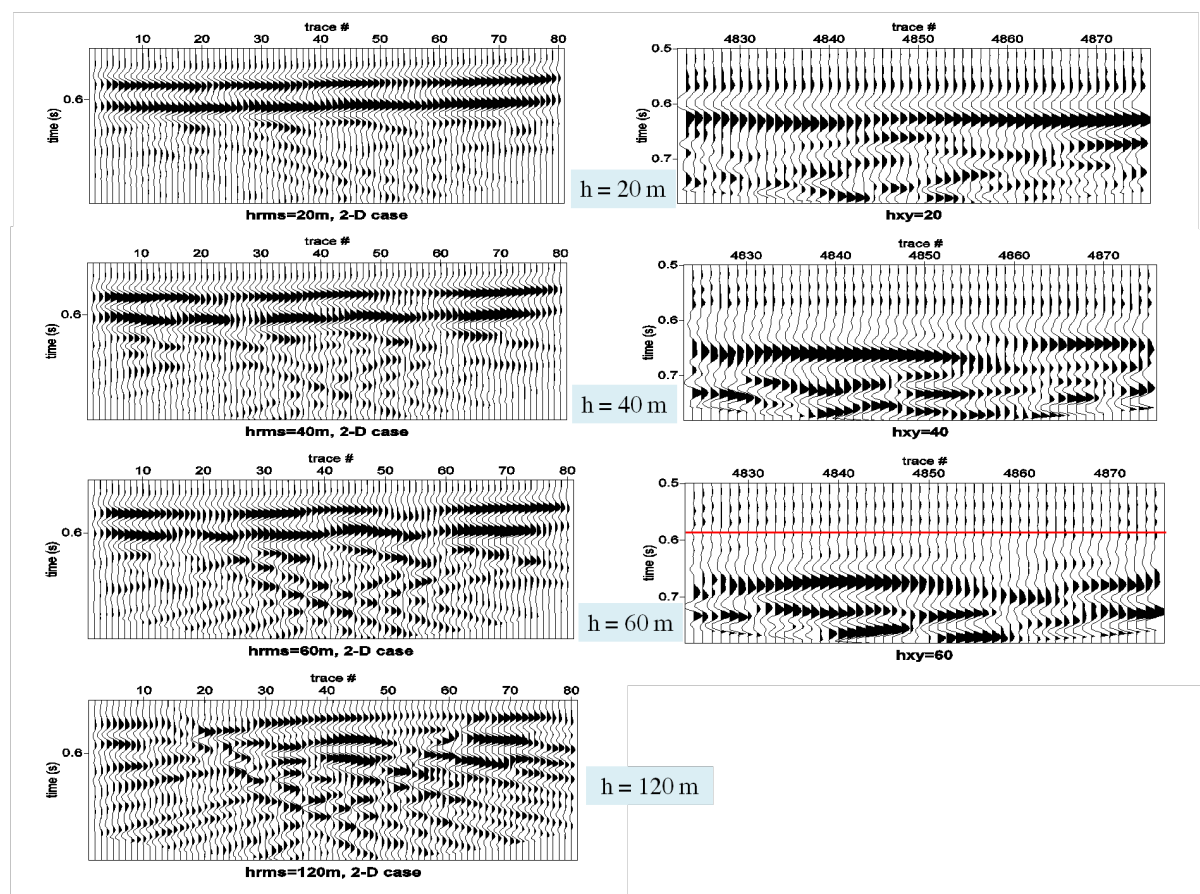 trace #
10 20 30 40 50 60 70 80
0.6
time (s)
hrms=20m, 2-D case
trace #
4830 4840 4850 4860 4870
0.5
0.6
0.7
time (s)
hxy=20
h = 20 m
trace #
10 20 30 40 50 60 70 80
0.6
time (s)
hrms=40m, 2-D case
trace #
4830 4840 4850 4860 4870
0.5
0.6
0.7
time (s)
hxy=40
h = 40 m
trace #
10 20 30 40 50 60 70 80
0.6
time (s)
hrms=60m, 2-D case
trace #
4830 4840 4850 4860 4870
0.5
0.6
0.7
time (s)
hxy=60
h = 60 m
trace #
10 20 30 40 50 60 70 80
0.6
time (s)
hrms=120m, 2-D case
h = 120 m